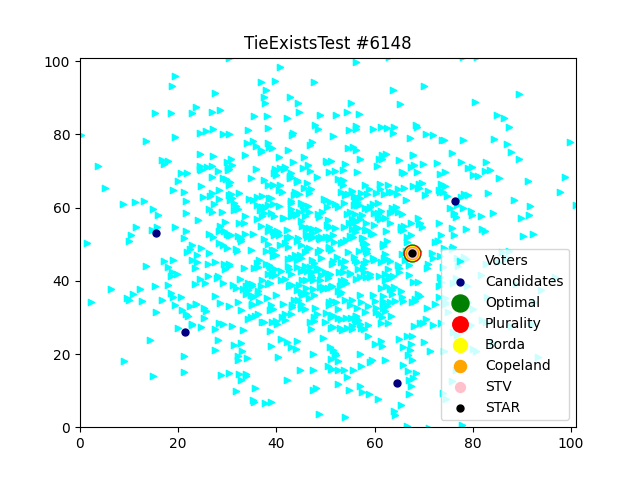 TieExistsTest #6148
100
80
60
40
20
0
0 20 40 60 80 100
Voters
Candidates
Optimal
Plurality
Borda
Copeland
STV
STAR